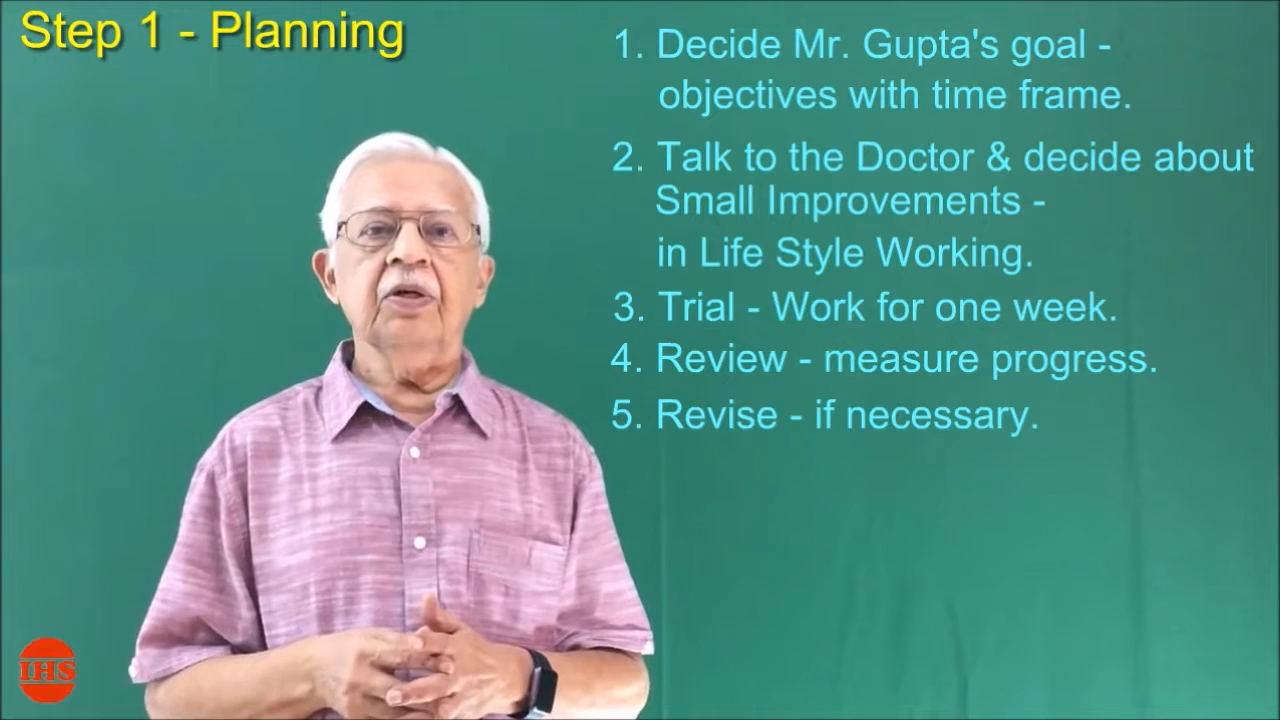 Step 1 - Planning
1. Decide Mr. Gupta's goal -
objectives with time frame.
2. Talk to the Doctor & decide about
Small Improvements -
in Life Style Working.
3. Trial - Work for one week.
4. Review - measure progress.
5. Revise - if necessary.
IHS